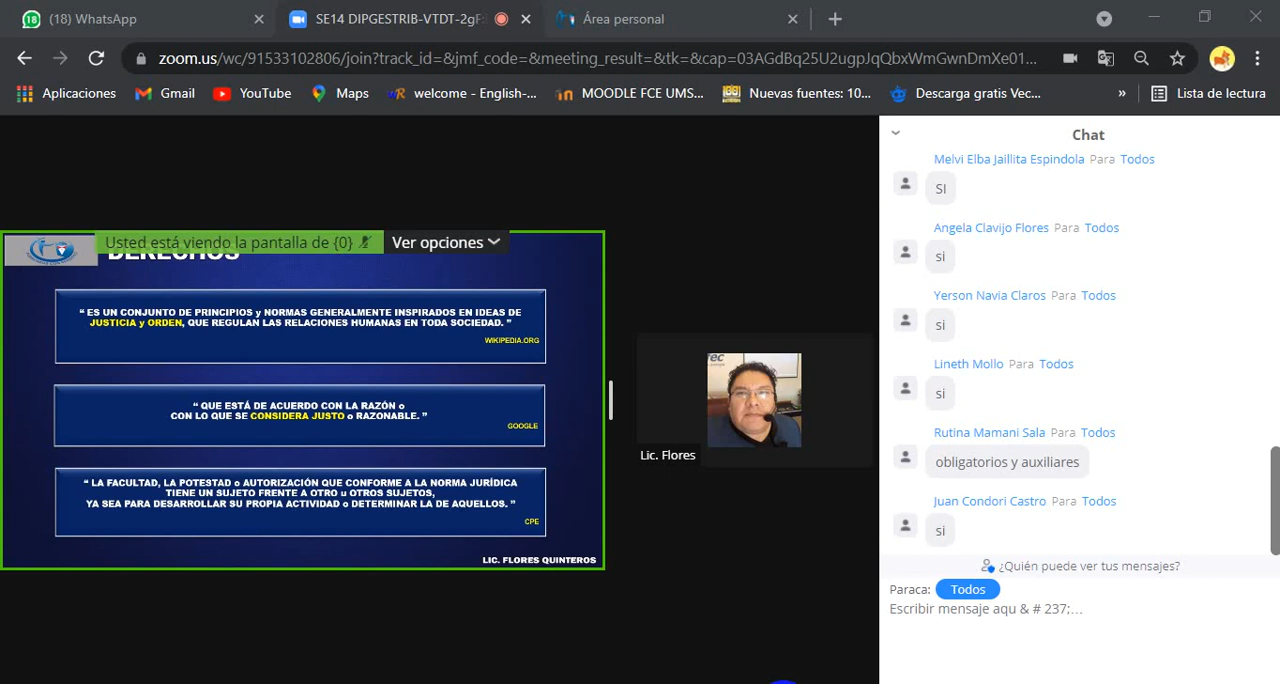 (18) WhatsApp
SE14 DIPGESTRIB-VTDT-2gF:
Área personal
zoom.us/wc/91533102806/join?track_id=&jmf_code=&meeting_result=&tk=&cap=03AGdBq25U2ugpJqQbxWmGwnDmXe01...
Aplicaciones
Gmail
YouTube
Maps
welcome - English-...
MOODLE FCE UMS...
Nuevas fuentes: 10...
Descarga gratis Vec...
»
Lista de lectura
Usted está viendo la pantalla de {0}
Ver opciones
DERECHOS
“ ES UN CONJUNTO DE PRINCIPIOS y NORMAS GENERALMENTE INSPIRADOS EN IDEAS DE
JUSTICIA y ORDEN, QUE REGULAN LAS RELACIONES HUMANAS EN TODA SOCIEDAD. ”
WIKIPEDIA.ORG
“ QUE ESTÁ DE ACUERDO CON LA RAZÓN o
CON LO QUE SE CONSIDERA JUSTO o RAZONABLE. ”
GOOGLE
“ LA FACULTAD, LA POTESTAD o AUTORIZACIÓN QUE CONFORME A LA NORMA JURÍDICA
TIENE UN SUJETO FRENTE A OTRO u OTROS SUJETOS,
YA SEA PARA DESARROLLAR SU PROPIA ACTIVIDAD o DETERMINAR LA DE AQUELLOS. ”
CPE
LIC. FLORES QUINTEROS
Lic. Flores
Chat
Melvi Elba Jaillita Espindola Para Todos
SI
Angela Clavijo Flores Para Todos
si
Yerson Navia Claros Para Todos
si
Lineth Mollo Para Todos
si
Rutina Mamani Sala Para Todos
obligatorios y auxiliares
Juan Condori Castro Para Todos
si
¿Quién puede ver tus mensajes?
Paraca: Todos
Escribir mensaje aqu & # 237;...